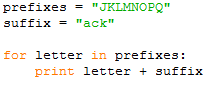 prefixes = "JKLMNOPQ"
suffix = "ack"

for letter in prefixes:
    print letter + suffix